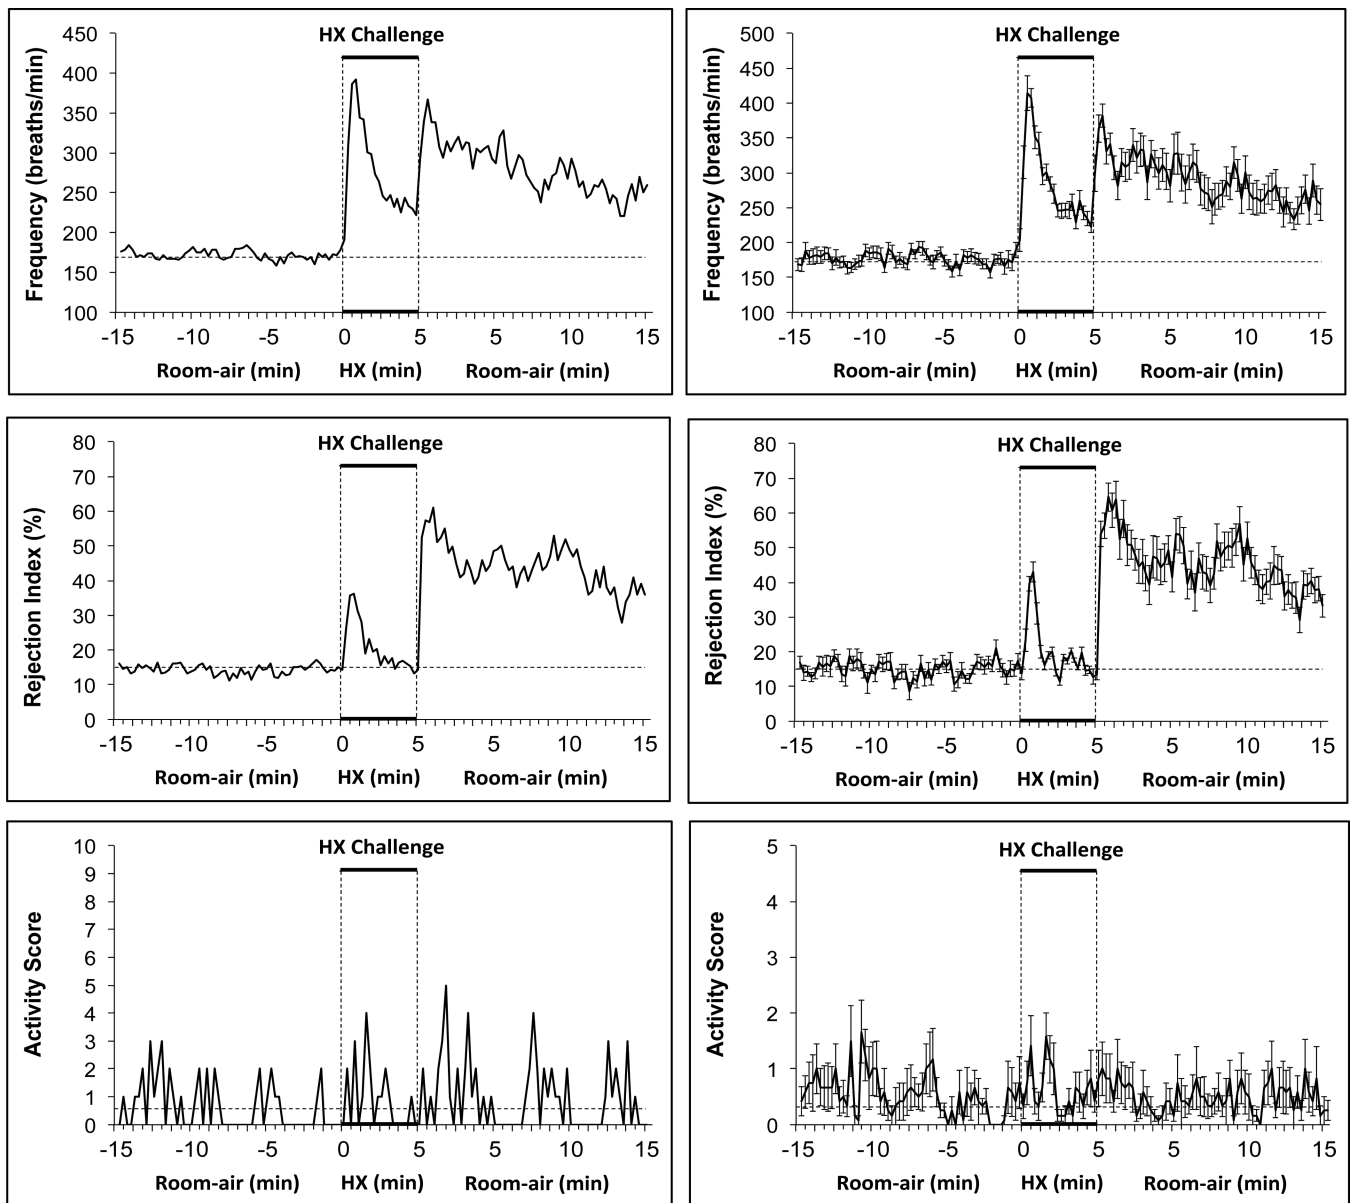 HX Challenge
Frequency (breaths/min)
450
400
350
300
250
200
150
100
-15 -10 -5 0 5 5 10 15
Room-air (min) HX (min) Room-air (min)
HX Challenge
Frequency (breaths/min)
500
450
400
350
300
250
200
150
100
-15 -10 -5 0 5 5 10 15
Room-air (min) HX (min) Room-air (min)
HX Challenge
Rejection Index (%)
80
70
60
50
40
30
20
10
0
-15 -10 -5 0 5 5 10 15
Room-air (min) HX (min) Room-air (min)
HX Challenge
Rejection Index (%)
80
70
60
50
40
30
20
10
0
-15 -10 -5 0 5 5 10 15
Room-air (min) HX (min) Room-air (min)
HX Challenge
Activity Score
10
9
8
7
6
5
4
3
2
1
0
-15 -10 -5 0 5 5 10 15
Room-air (min) HX (min) Room-air (min)
HX Challenge
Activity Score
5
4
3
2
1
0
-15 -10 -5 0 5 5 10 15
Room-air (min) HX (min) Room-air (min)